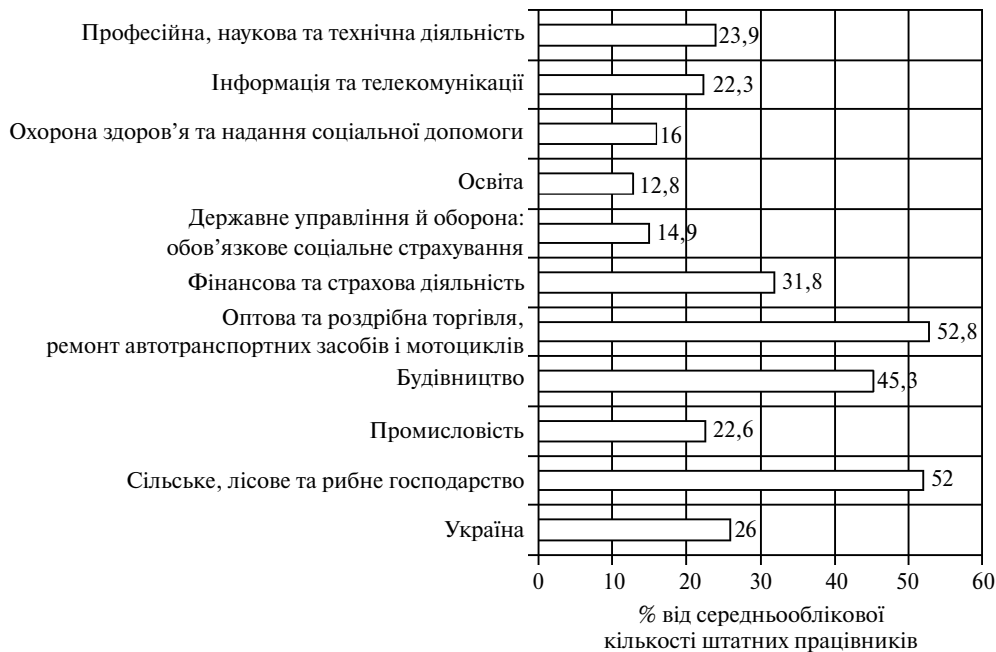 Професійна, наукова та технічна діяльність 23,9
Інформація та телекомунікації 22,3
Охорона здоров’я та надання соціальної допомоги 16
Освіта 12,8
Державне управління й оборона:
обов’язкове соціальне страхування 14,9
Фінансова та страхова діяльність 31,8
Оптова та роздрібна торгівля,
ремонт автотранспортних засобів і мотоциклів 52,8
Будівництво 45,3
Промисловість 22,6
Сільське, лісове та рибне господарство 52
Україна 26
0 10 20 30 40 50 60
% від середньооблікової
кількості штатних працівників